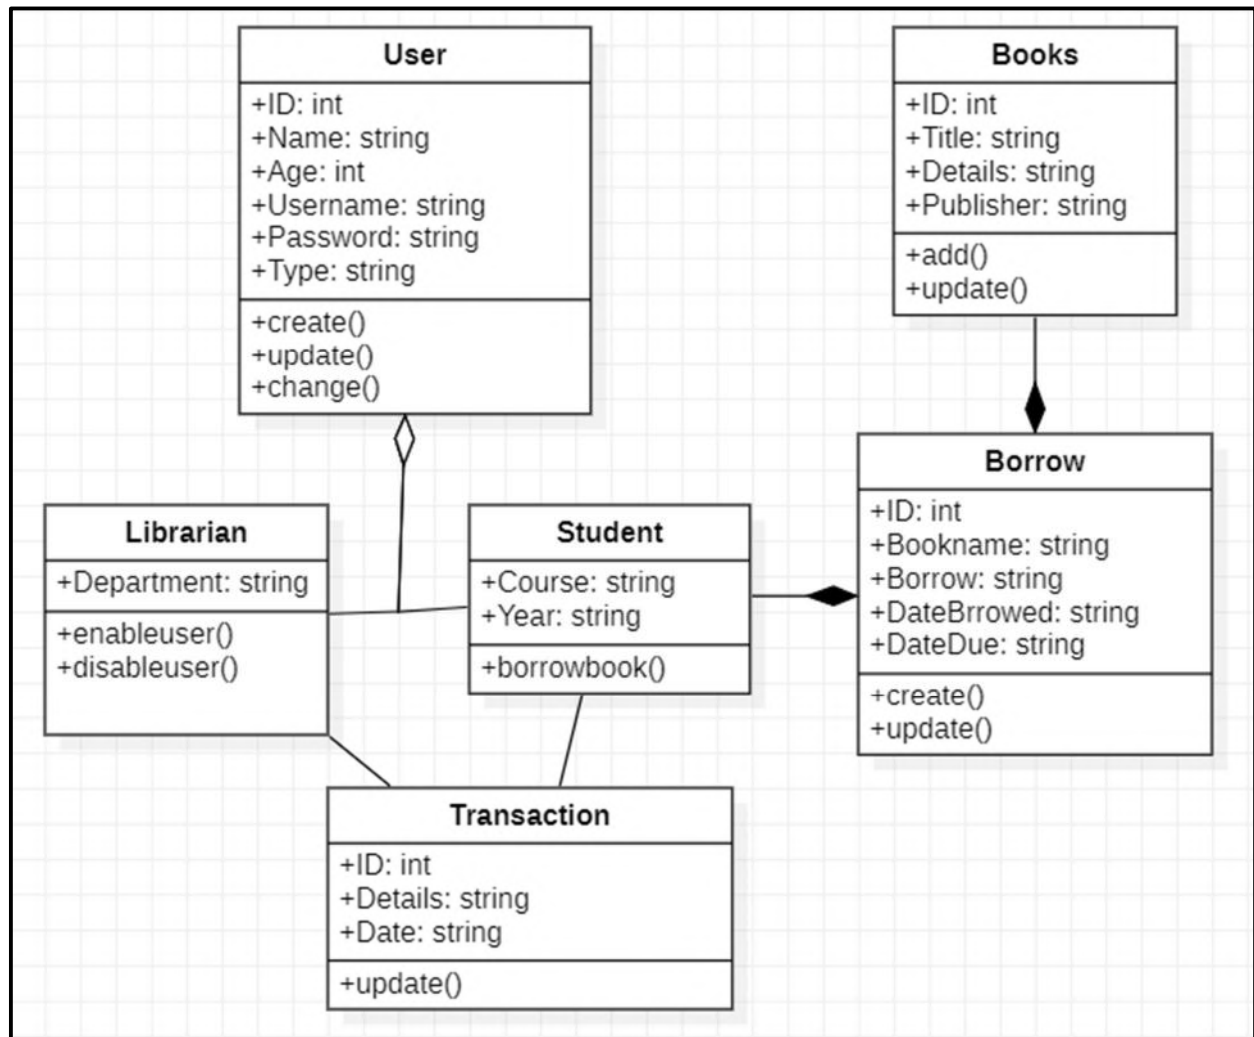 User
+ID: int
+Name: string
+Age: int
+Username: string
+Password: string
+Type: string
+create()
+update()
+change()
Books
+ID: int
+Title: string
+Details: string
+Publisher: string
+add()
+update()
Librarian
+Department: string
+enableuser()
+disableuser()
Student
+Course: string
+Year: string
+borrowbook()
Borrow
+ID: int
+Bookname: string
+Borrow: string
+DateBrrowed: string
+DateDue: string
+create()
+update()
Transaction
+ID: int
+Details: string
+Date: string
+update()